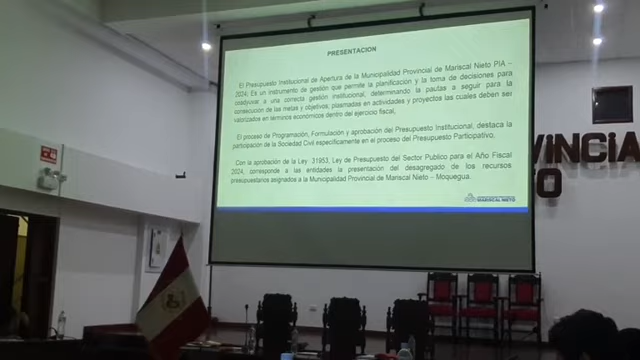 PRESENTACION
El Presupuesto Institucional de Apertura de la Municipalidad Provincial de Mariscal Nieto PIA –
2024; Es un instrumento de gestión que permite la planificación y la toma de decisiones para
coadyuvar a una correcta gestión institucional; determinando la pautas a seguir para la
consecución de las metas y objetivos; plasmadas en actividades y proyectos las cuales deben ser
valorizados en términos económicos dentro del ejercicio fiscal,
El proceso de Programación, Formulación y aprobación del Presupuesto Institucional, destaca la
participación de la Sociedad Civil específicamente en el proceso del Presupuesto Participativo,
Con la aprobación de la Ley 31953, Ley de Presupuesto del Sector Publico para el Año Fiscal
2024, corresponde a las entidades la presentación del desagregado de los recursos
presupuestarios asignados a la Municipalidad Provincial de Mariscal Nieto – Moquegua.
MARISCAL NIETO
VINCIA
TO